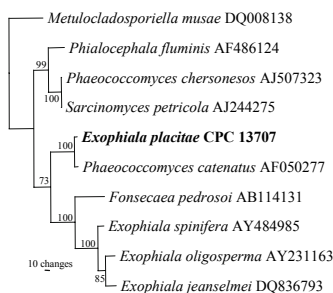 Metulocladosporiella musae DQ008138
Phialocephala fluminis AF486124
99
Phaeococcomyces chersonesos AJ507323
100
Sarcinomyces petricola AJ244275
Exophiala placitae CPC 13707
100
Phaeococcomyces catenatus AF050277
73
Fonsecaea pedrosoi AB114131
100
Exophiala spinifera AY484985
100
Exophiala oligosperma AY231163
10 changes
85
Exophiala jeanselmei DQ836793